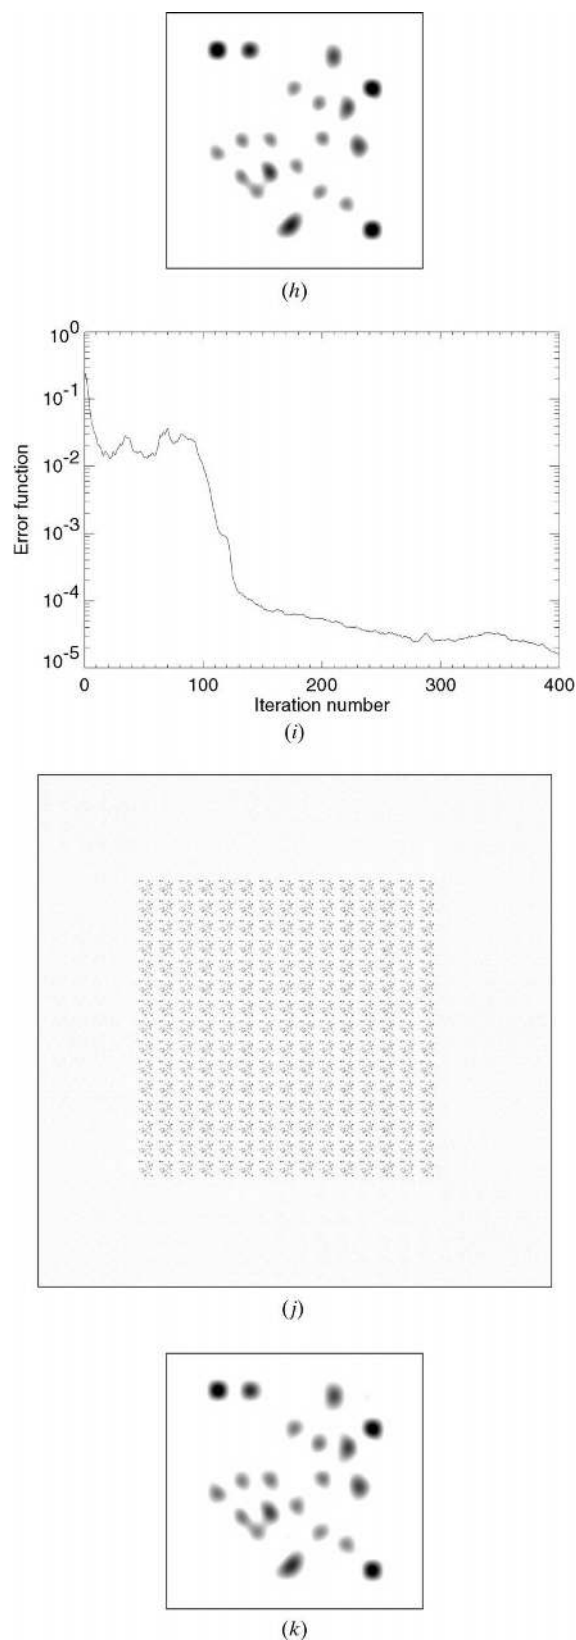 (h)
10^0
10^-1
10^-2
10^-3
10^-4
10^-5
Error function
0 100 200 300 400
Iteration number
(i)
(j)
(k)